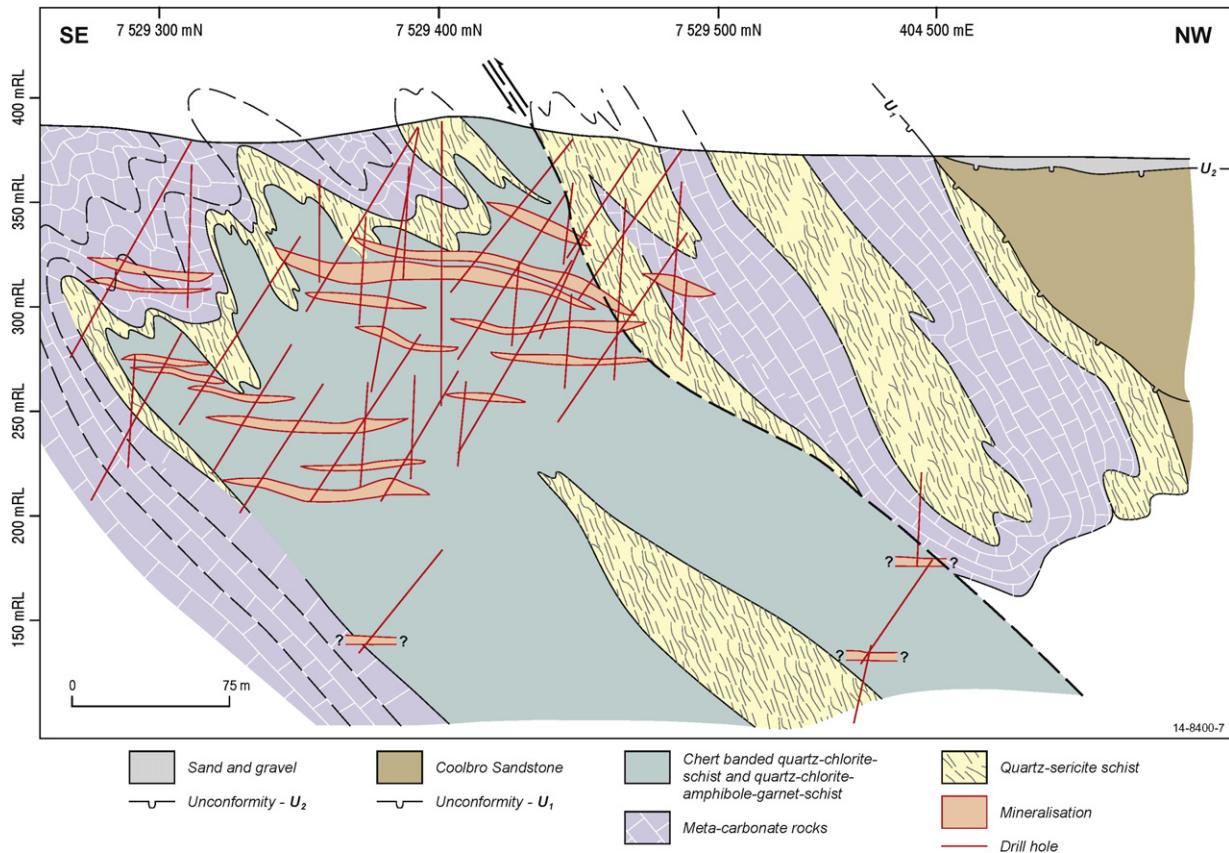 SE
7 529 300 mN
7 529 400 mN
7 529 500 mN
404 500 mE
NW
400 mRL
350 mRL
300 mRL
250 mRL
200 mRL
150 mRL
U1
U2
? ?
? ?
? ?
0 75 m
14-8400-7
Sand and gravel
Unconformity - U2
Coolbro Sandstone
Unconformity - U1
Chert banded quartz-chlorite-
schist and quartz-chlorite-
amphibole-garnet-schist
Meta-carbonate rocks
Quartz-sericite schist
Mineralisation
Drill hole